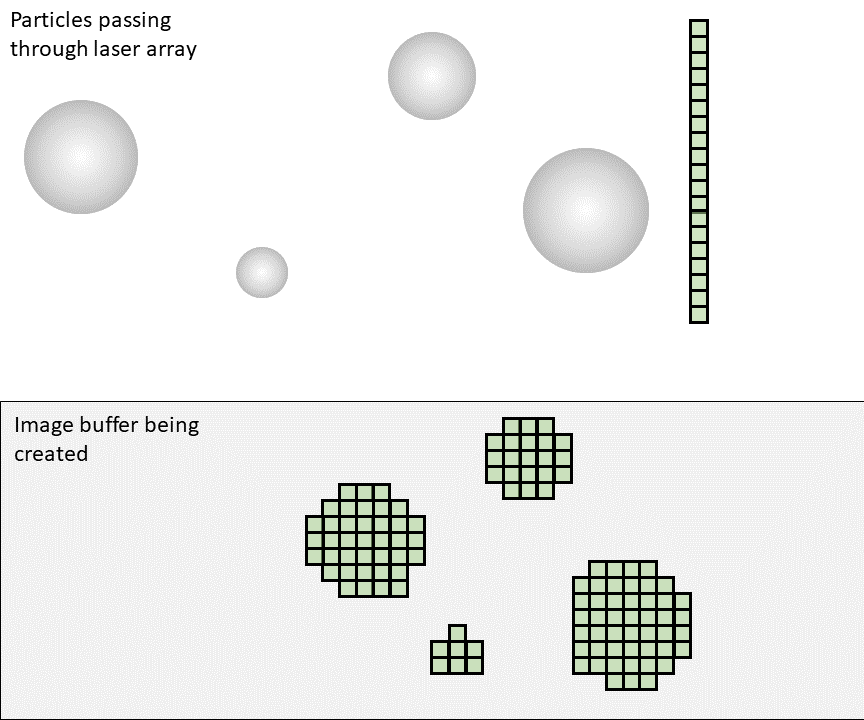 Particles passing
through laser array
Image buffer being
created